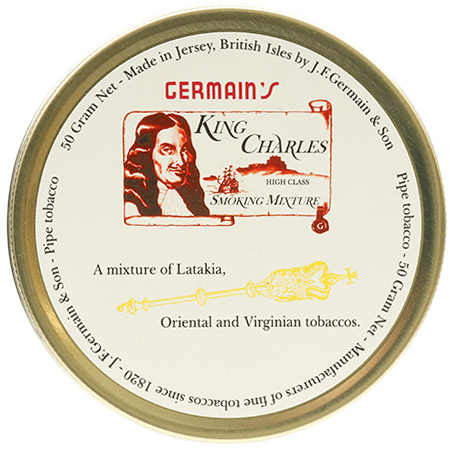 50 Gram Net - Made in Jersey, British Isles by J.F.Germain & Son
Pipe tobacco - 50 Gram Net - Manufacturers of fine tobaccos since 1820 - J.F.Germain & Son - Pipe tobacco
GERMAIN'S
KING
CHARLES
HIGH CLASS
SMOKING MIXTURE
G
A mixture of Latakia,
Oriental and Virginian tobaccos.